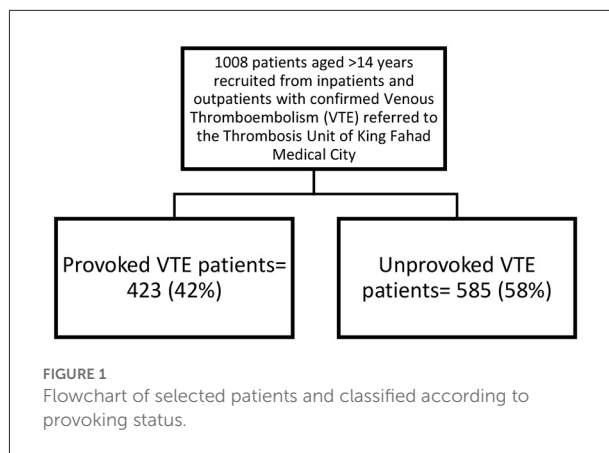 1008 patients aged >14 years
recruited from inpatients and
outpatients with confirmed Venous
Thromboembolism (VTE) referred to
the Thrombosis Unit of King Fahad
Medical City
Provoked VTE patients=
423 (42%)
Unprovoked VTE
patients= 585 (58%)
FIGURE 1
Flowchart of selected patients and classified according to
provoking status.